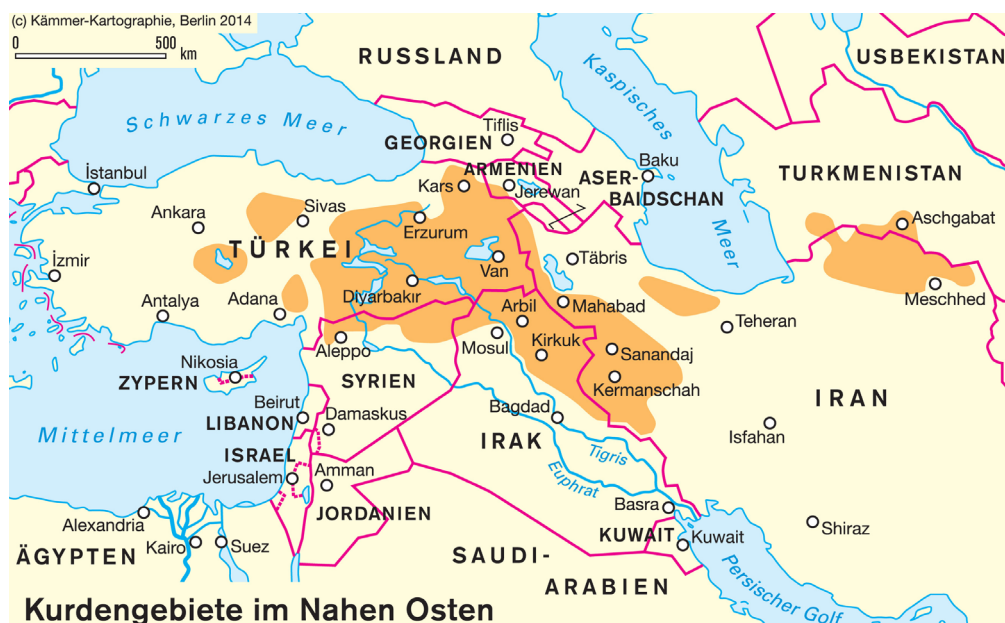 (c) Kämmer-Kartographie, Berlin 2014
0 500 km
RUSSLAND
USBEKISTAN
Kaspisches
Meer
Schwarzes Meer
Tiflis
GEORGIEN
ARMENIEN
Baku
TURKMENISTAN
İstanbul
Kars
Jerewan
ASER-
BAIDSCHAN
Ankara
Sivas
Erzurum
Aschgabat
TÜRKEI
İzmir
Van
Täbris
Meschhed
Antalya
Adana
Diyarbakır
Arbil
Mahabad
Teheran
Aleppo
Mosul
Kirkuk
Sanandaj
Nikosia
ZYPERN
SYRIEN
Kermanschah
Beirut
Damaskus
Bagdad
IRAN
LIBANON
Mittelmeer
IRAK
Isfahan
ISRAEL
Tigris
Jerusalem
Amman
Euphrat
Basra
Alexandria
JORDANIEN
Shiraz
ÄGYPTEN
Kairo
Suez
KUWAIT
Kuwait
SAUDI-
ARABIEN
Persischer Golf
Kurdengebiete im Nahen Osten